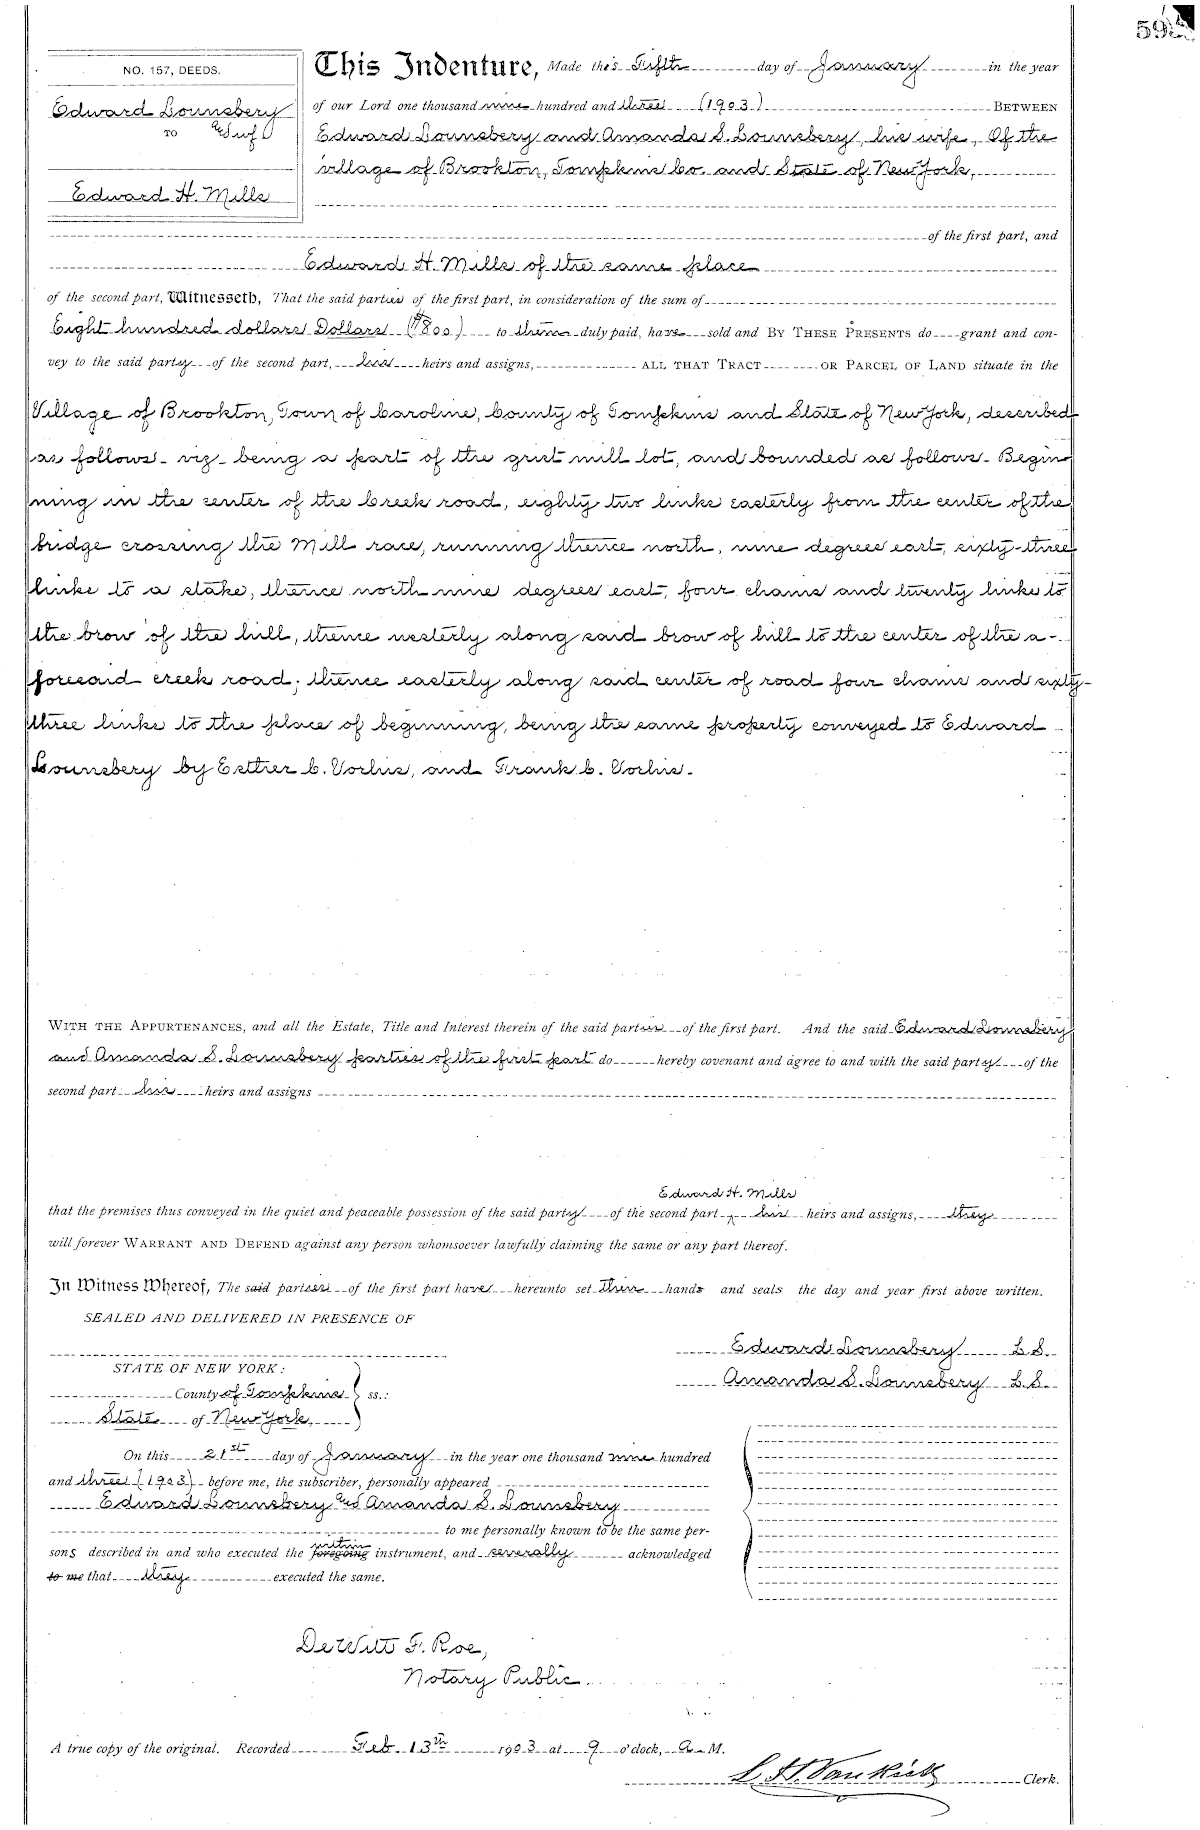 595
NO. 157, DEEDS.
Edward Lounsbery
TO & wf
Edward H. Mills
This Indenture, Made this Fifth day of January in the year
of our Lord one thousand nine hundred and three (1903) BETWEEN
Edward Lounsbery and Amanda S. Lounsbery, his wife, Of the
village of Brookton, Tompkins Co. and State of New York,
of the first part, and
Edward H. Mills of the same place
of the second part, Witnesseth, That the said parties of the first part, in consideration of the sum of
Eight hundred dollars Dollars ($800) to them duly paid, have sold and BY THESE PRESENTS do grant and con-
vey to the said party of the second part, his heirs and assigns, ALL THAT TRACT OR PARCEL OF LAND situate in the
Village of Brookton, Town of Caroline, County of Tompkins and State of New York, described
as follows - viz - being a part of the grist mill lot, and bounded as follows - Begin
ning in the center of the Creek road, eighty two links easterly from the center of the
bridge crossing the Mill race, running thence north, nine degrees east, sixty-three
links to a stake, thence north nine degrees east, four chains and twenty links to
the brow of the hill, thence westerly along said brow of hill to the center of the a-
foresaid creek road; thence easterly along said center of road four chains and sixty-
three links to the place of beginning, being the same property conveyed to Edward
Lounsbery by Esther C. Vorhis, and Frank C. Vorhis.
WITH THE APPURTENANCES, and all the Estate, Title and Interest therein of the said parties of the first part. And the said Edward Lounsbery
and Amanda S. Lounsbery parties of the first part do hereby covenant and agree to and with the said party of the
second part his heirs and assigns
Edward H. Mills
that the premises thus conveyed in the quiet and peaceable possession of the said party of the second part ^ his heirs and assigns, they
will forever WARRANT AND DEFEND against any person whomsoever lawfully claiming the same or any part thereof.
In Witness Whereof, The said parties of the first part have hereunto set their hands and seals the day and year first above written.
SEALED AND DELIVERED IN PRESENCE OF
Edward Lounsbery L.S.
Amanda S. Lounsbery L.S.
STATE OF NEW YORK:
County of Tompkins ss.:
State of New York,
On this 21st day of January in the year one thousand nine hundred
and three (1903) before me, the subscriber, personally appeared
Edward Lounsbery and Amanda S. Lounsbery
to me personally known to be the same per-
sons described in and who executed the foregoing within instrument, and severally acknowledged
to me that they executed the same.
DeWitt F. Roe,
Notary Public.
A true copy of the original. Recorded Feb. 13th 1903 at 9 o'clock, A M.
L. H. VanKirk Clerk.